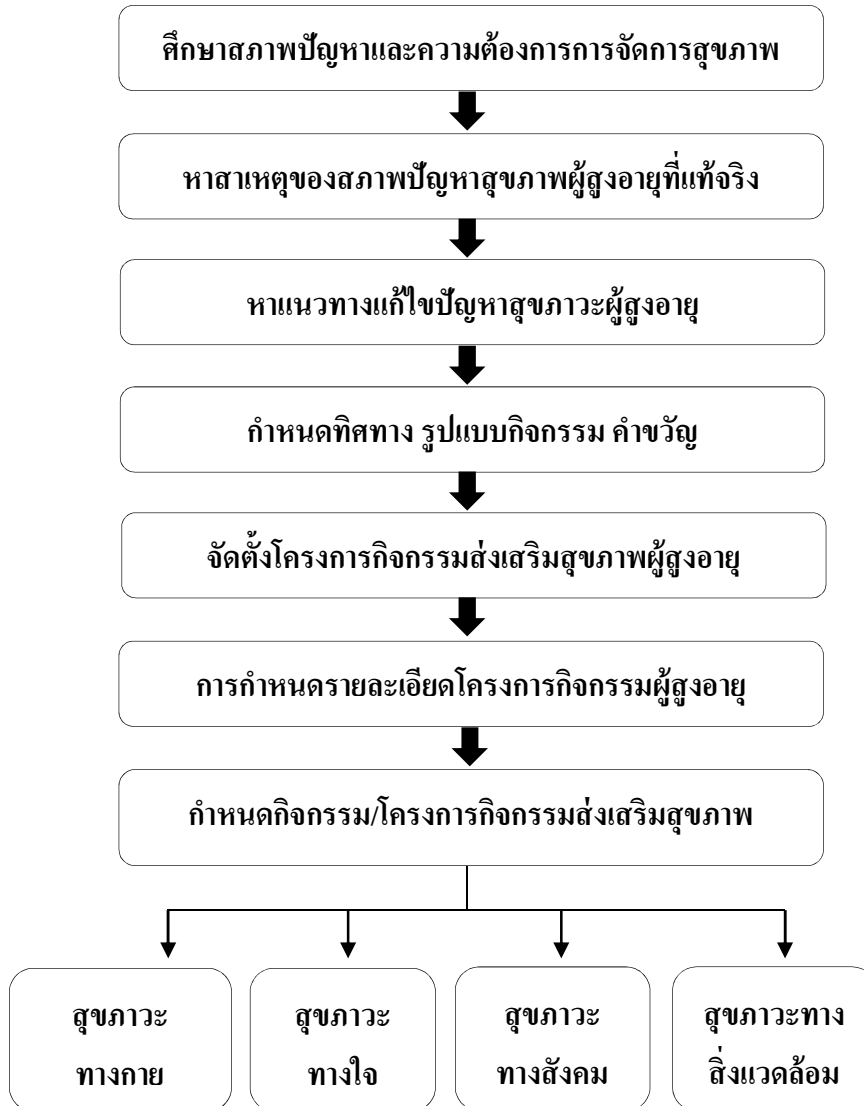 ศึกษาสภาพปัญหาและความต้องการการจัดการสุขภาพ
หาสาเหตุของสภาพปัญหาสุขภาพผู้สูงอายุที่แท้จริง
หาแนวทางแก้ไขปัญหาสุขภาวะผู้สูงอายุ
กำหนดทิศทาง รูปแบบกิจกรรม คำขวัญ
จัดตั้งโครงการกิจกรรมส่งเสริมสุขภาพผู้สูงอายุ
การกำหนดรายละเอียดโครงการกิจกรรมผู้สูงอายุ
กำหนดกิจกรรม/โครงการกิจกรรมส่งเสริมสุขภาพ
สุขภาวะ
ทางกาย
สุขภาวะ
ทางใจ
สุขภาวะ
ทางสังคม
สุขภาวะทาง
สิ่งแวดล้อม